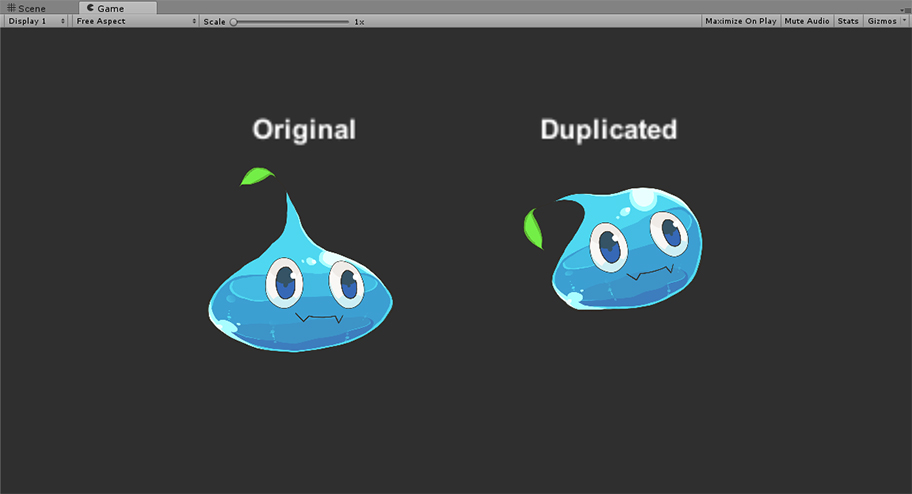 Scene Game
Display 1 Free Aspect Scale 1x Maximize On Play Mute Audio Stats Gizmos
Original Duplicated